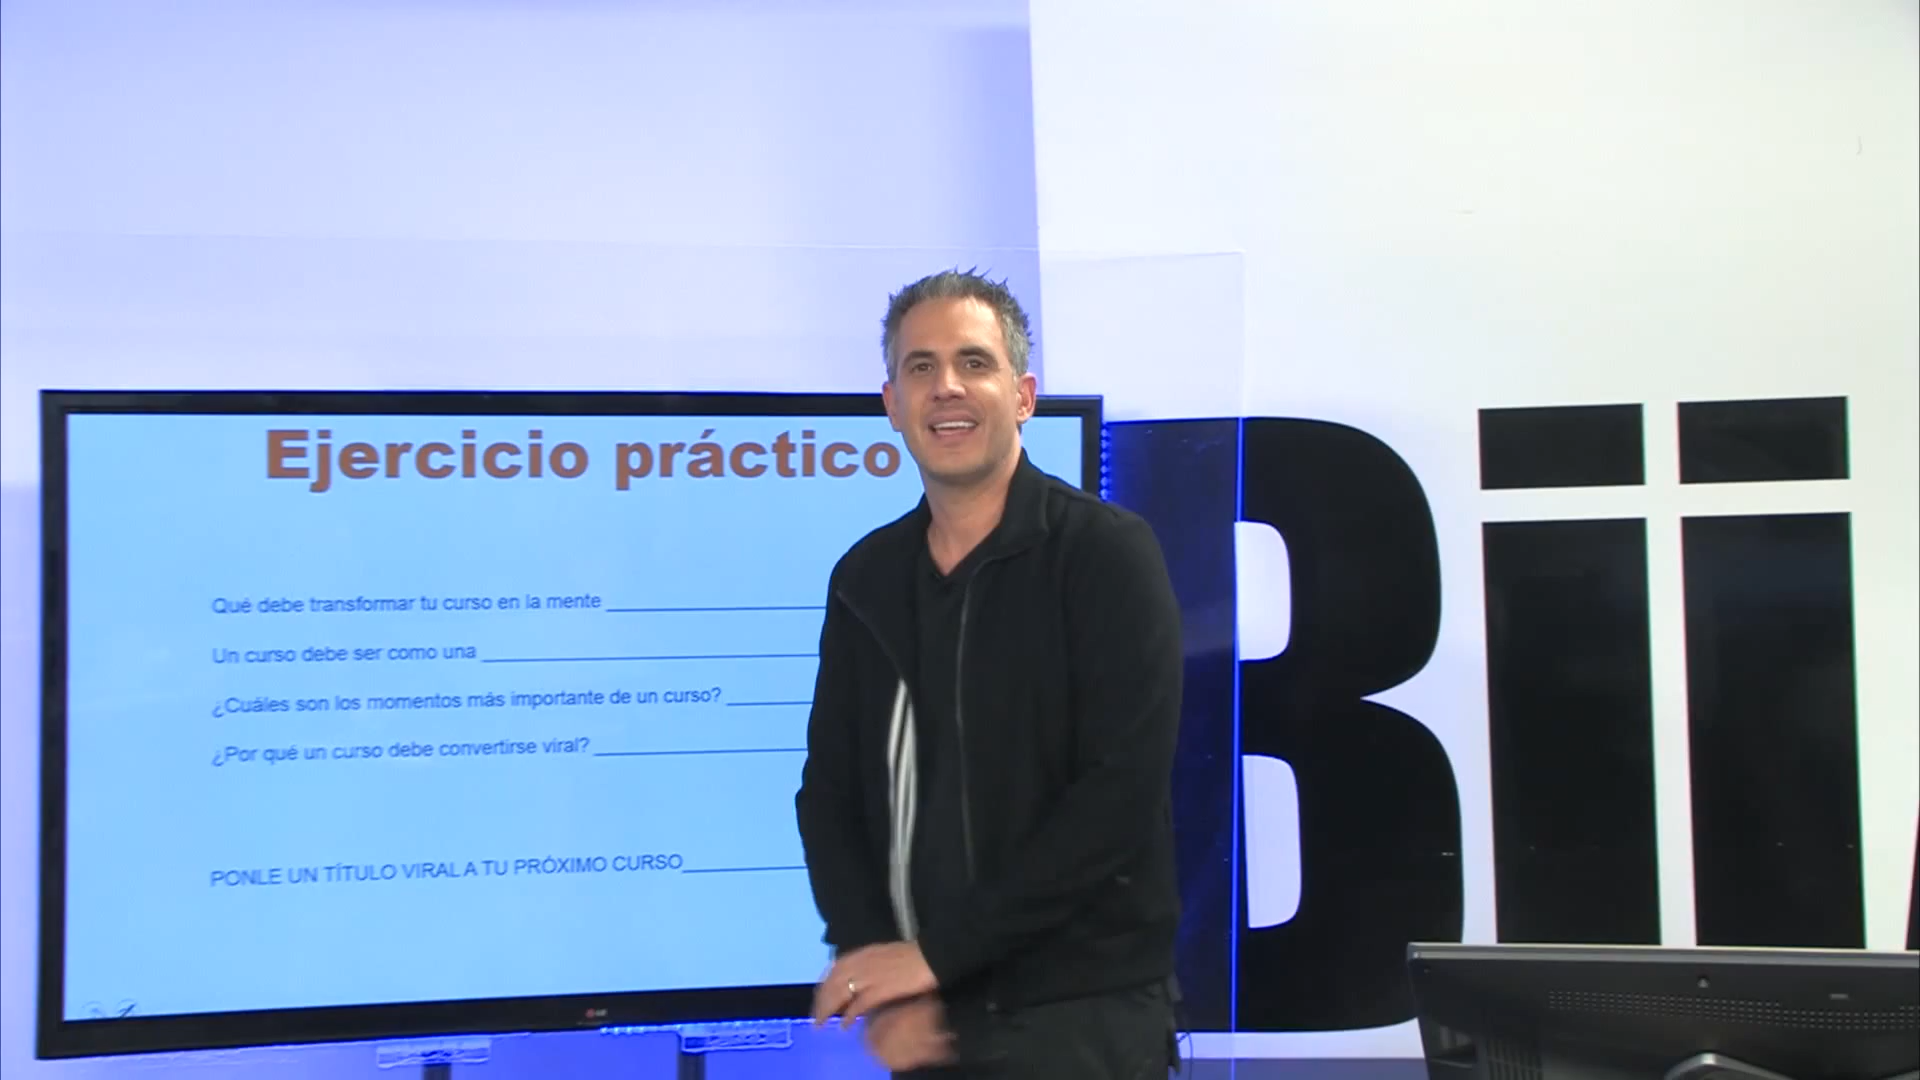 Ejercicio práctico
Qué debe transformar tu curso en la mente
Un curso debe ser como una
¿Cuáles son los momentos más importante de un curso?
¿Por qué un curso debe convertirse viral?
PONLE UN TÍTULO VIRAL A TU PRÓXIMO CURSO
LG